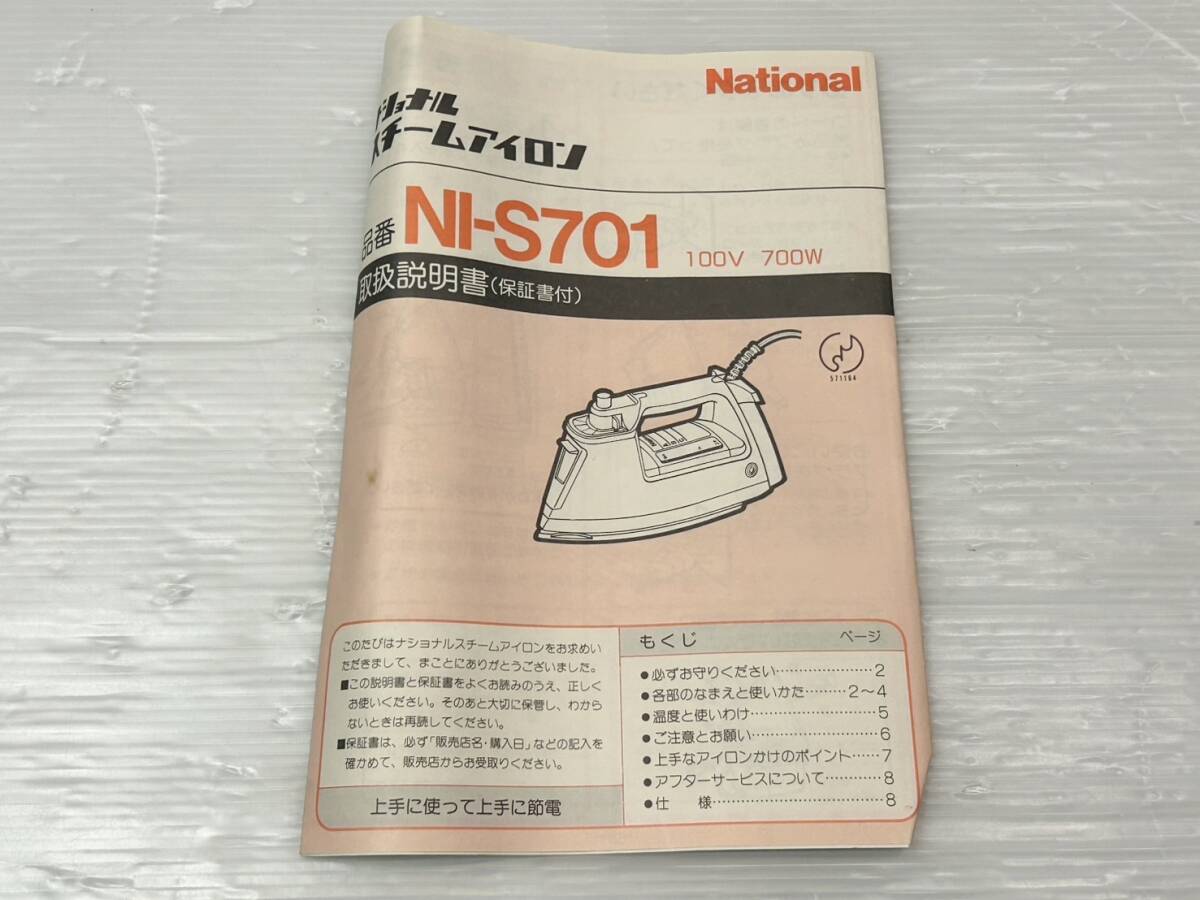 National
ナショナル
スチームアイロン
品番 NI-S701 100V 700W
取扱説明書(保証書付)
571184
このたびはナショナルスチームアイロンをお求めい
ただきまして、まことにありがとうございました。
■この説明書と保証書をよくお読みのうえ、正しく
お使いください。そのあと大切に保管し、わから
ないときは再読してください。
■保証書は、必ず「販売店名・購入日」などの記入を
確かめて、販売店からお受取りください。
上手に使って上手に節電
もくじ ページ
●必ずお守りください…………………2
●各部のなまえと使いかた………2〜4
●温度と使いわけ………………………5
●ご注意とお願い………………………6
●上手なアイロンかけのポイント……7
●アフターサービスについて…………8
●仕 様…………………………………8